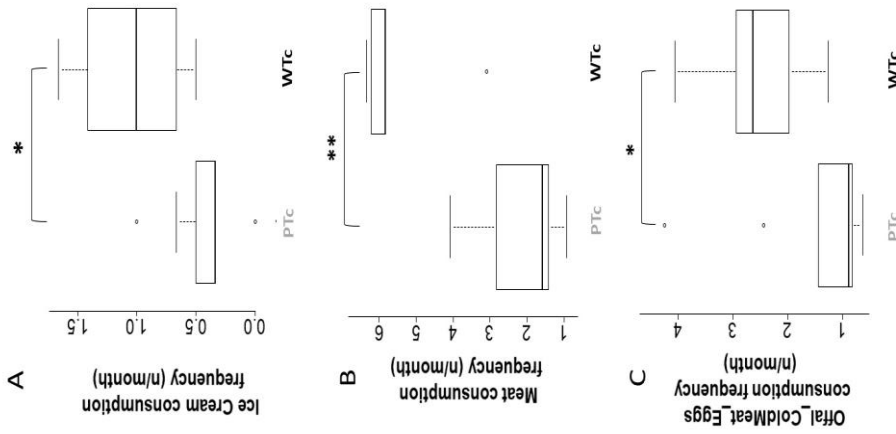 A
Ice Cream consumption
frequency (n/month)
0.0 0.5 1.0 1.5
*
PTc WTc
B
Meat consumption
frequency (n/month)
1 2 3 4 6
**
PTc WTc
C
Offal_ColdMeat_Eggs
consumption frequency
(n/month)
1 2 3 4
*
PTc WTc